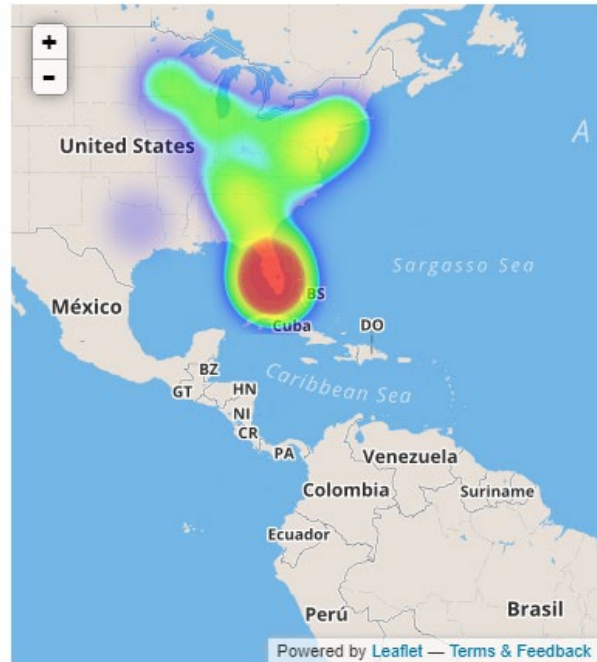 +
-
United States
A
Sargasso Sea
México
BS
Cuba
DO
BZ
Caribbean Sea
GT
HN
NI
CR
PA
Venezuela
Colombia
Suriname
Ecuador
Perú
Brasil
Powered by Leaflet — Terms & Feedback